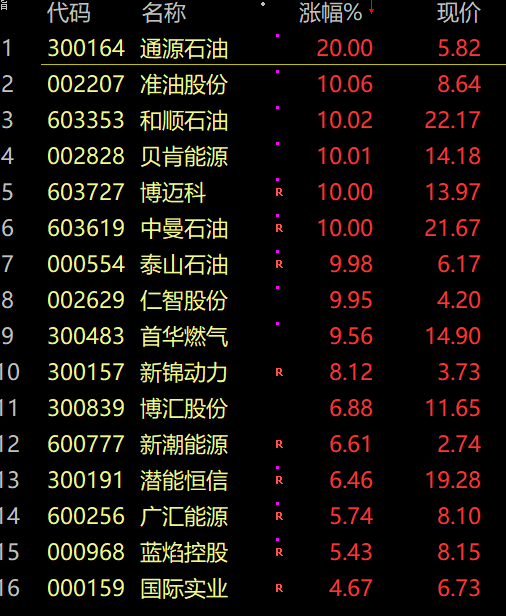 代码 名称 涨幅% 现价
1 300164 通源石油 20.00 5.82
2 002207 准油股份 10.06 8.64
3 603353 和顺石油 10.02 22.17
4 002828 贝肯能源 10.01 14.18
5 603727 博迈科 R 10.00 13.97
6 603619 中曼石油 R 10.00 21.67
7 000554 泰山石油 R 9.98 6.17
8 002629 仁智股份 9.95 4.20
9 300483 首华燃气 9.56 14.90
10 300157 新锦动力 R 8.12 3.73
11 300839 博汇股份 6.88 11.65
12 600777 新潮能源 R 6.61 2.74
13 300191 潜能恒信 R 6.46 19.28
14 600256 广汇能源 R 5.74 8.10
15 000968 蓝焰控股 R 5.43 8.15
16 000159 国际实业 R 4.67 6.73